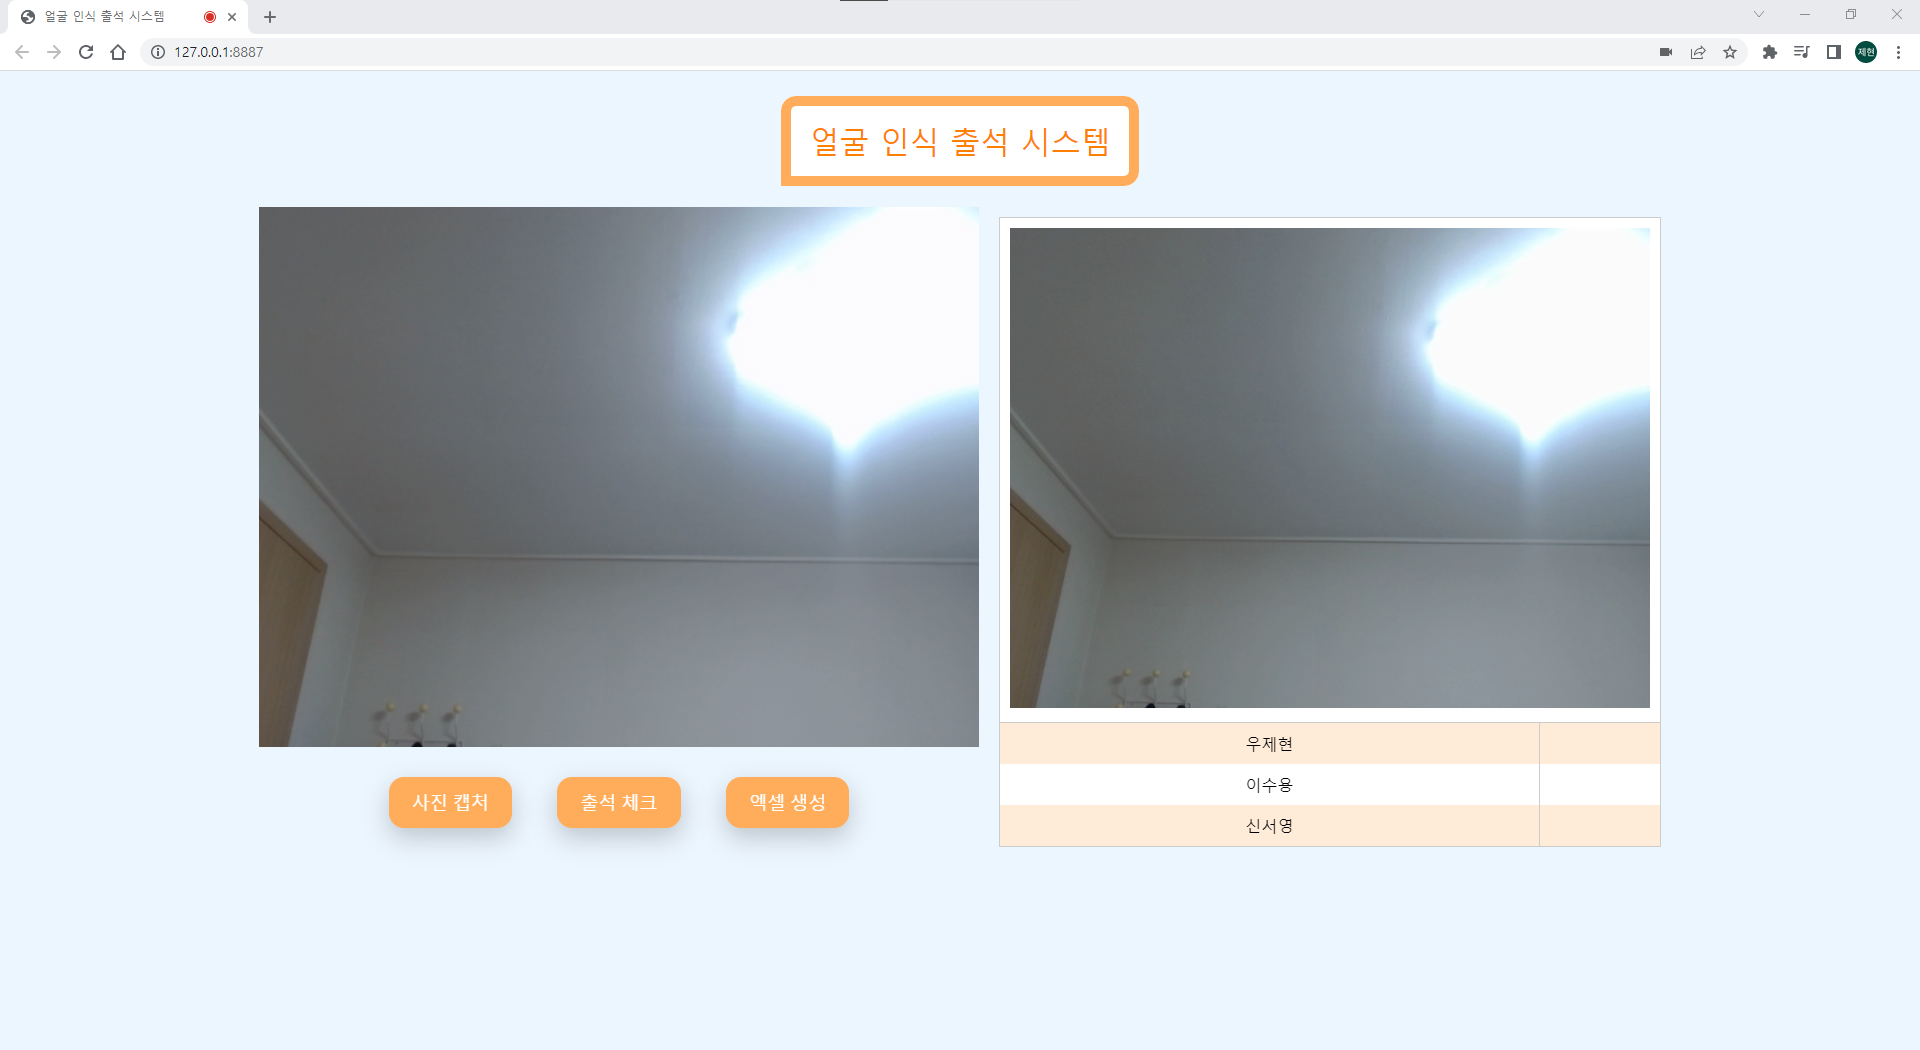 얼굴 인식 출석 시스템
127.0.0.1:8887
제현
얼굴 인식 출석 시스템
사진 캡처
출석 체크
엑셀 생성
우제현
이수용
신서영